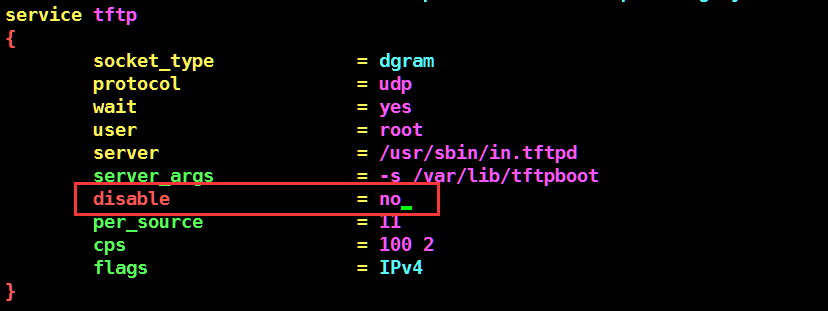 service tftp
{
socket_type = dgram
protocol = udp
wait = yes
user = root
server = /usr/sbin/in.tftpd
server_args = -s /var/lib/tftpboot
disable = no
per_source = 11
cps = 100 2
flags = IPv4
}